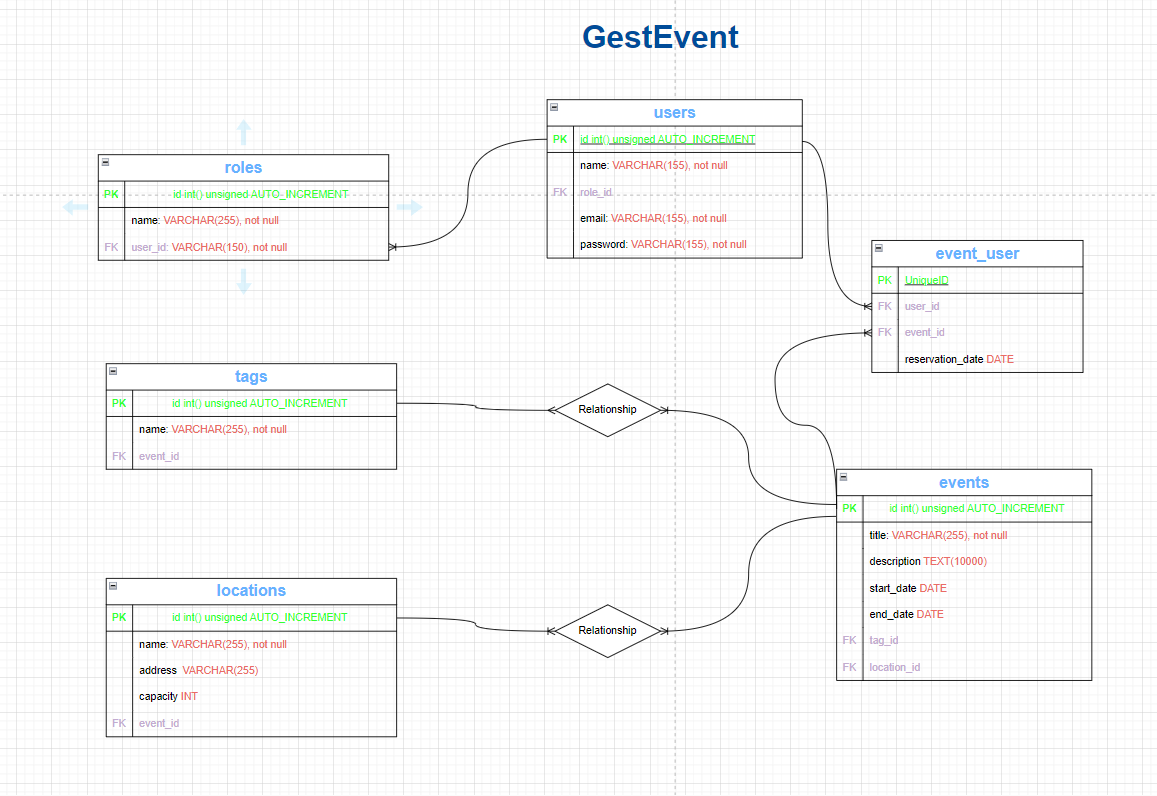 GestEvent
users
PK id int() unsigned AUTO_INCREMENT
name: VARCHAR(155), not null
FK role_id
email: VARCHAR(155), not null
password: VARCHAR(155), not null
roles
PK id int() unsigned AUTO_INCREMENT
name: VARCHAR(255), not null
FK user_id: VARCHAR(150), not null
event_user
PK UniqueID
FK user_id
FK event_id
reservation_date DATE
tags
PK id int() unsigned AUTO_INCREMENT
name: VARCHAR(255), not null
FK event_id
Relationship
events
PK id int() unsigned AUTO_INCREMENT
title: VARCHAR(255), not null
description TEXT(10000)
start_date DATE
end_date DATE
FK tag_id
FK location_id
locations
PK id int() unsigned AUTO_INCREMENT
name: VARCHAR(255), not null
address VARCHAR(255)
capacity INT
FK event_id
Relationship